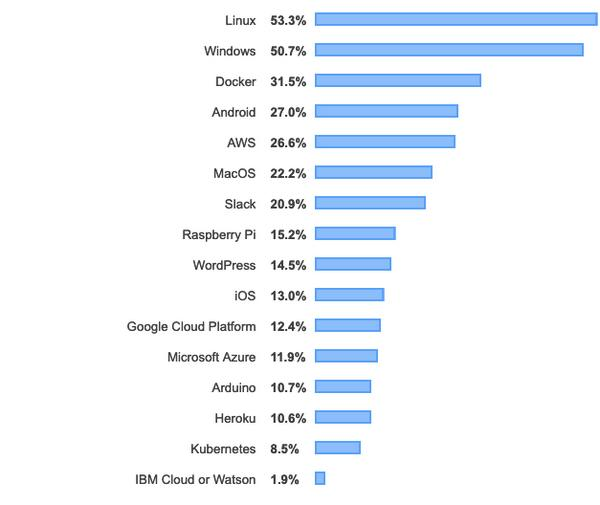 Linux 53.3%
Windows 50.7%
Docker 31.5%
Android 27.0%
AWS 26.6%
MacOS 22.2%
Slack 20.9%
Raspberry Pi 15.2%
WordPress 14.5%
iOS 13.0%
Google Cloud Platform 12.4%
Microsoft Azure 11.9%
Arduino 10.7%
Heroku 10.6%
Kubernetes 8.5%
IBM Cloud or Watson 1.9%